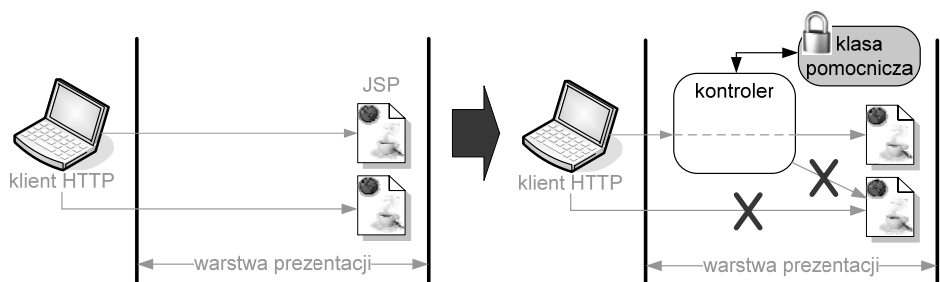 JSP
klient HTTP
warstwa prezentacji
klasa
pomocnicza
kontroler
klient HTTP
warstwa prezentacji